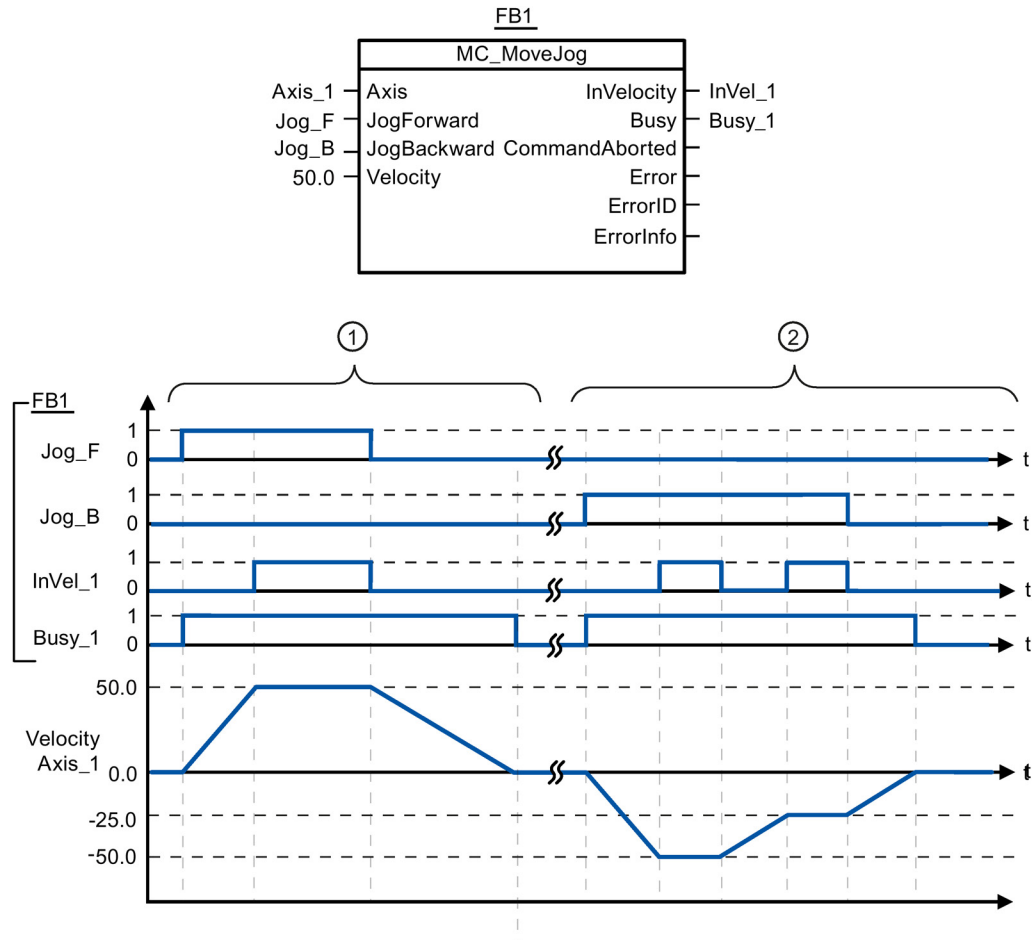 FB1
MC_MoveJog
Axis_1 Axis InVelocity InVel_1
Jog_F JogForward Busy Busy_1
Jog_B JogBackward CommandAborted
50.0 Velocity Error
ErrorID
ErrorInfo
1 2
FB1
1
Jog_F
0 t
1
Jog_B
0 t
1
InVel_1
0 t
1
Busy_1
0 t
50.0
Velocity
Axis_1
0.0 t
-25.0
-50.0